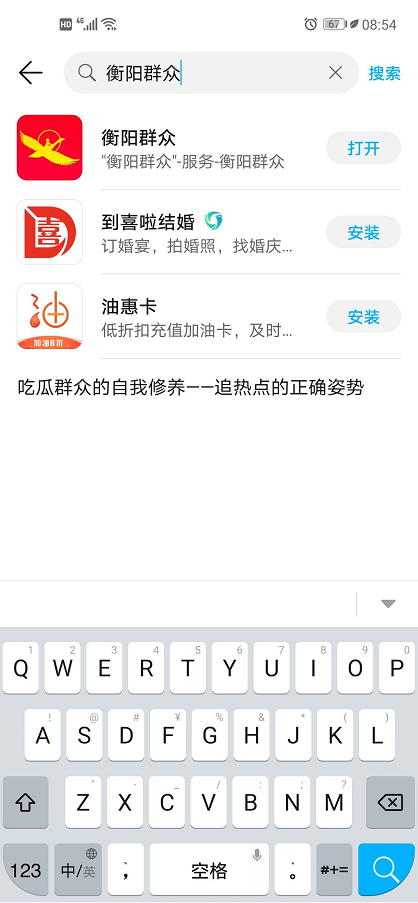 HD 4G 67 08:54
衡阳群众 搜索
衡阳群众
"衡阳群众"-服务-衡阳群众
打开
囍
到喜啦结婚
订婚宴，拍婚照，找婚庆...
安装
油
加油8折
油惠卡
低折扣充值加油卡，及时...
安装
吃瓜群众的自我修养——追热点的正确姿势
1 2 3 4 5 6 7 8 9 0
Q W E R T Y U I O P
! @ # ¥ % & * ( )
A S D F G H J K L
' - _ / : ; ?
Z X C V B N M
123 中/英 ， 空格 。 #+=